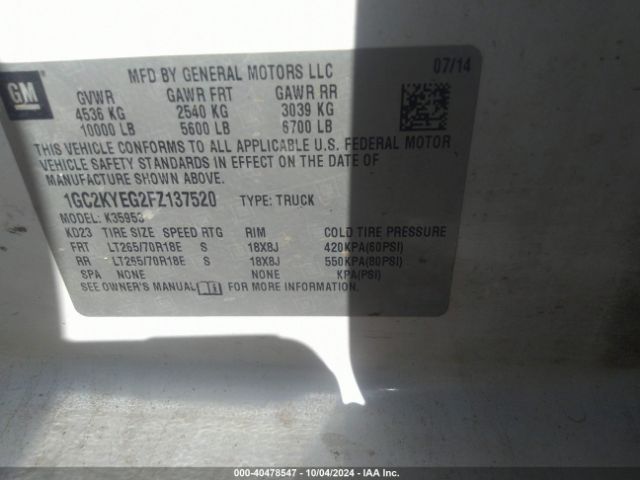 GM
MFD BY GENERAL MOTORS LLC 07/14
GVWR GAWR FRT GAWR RR
4536 KG 2540 KG 3039 KG
10000 LB 5600 LB 6700 LB
THIS VEHICLE CONFORMS TO ALL APPLICABLE U.S. FEDERAL MOTOR
VEHICLE SAFETY STANDARDS IN EFFECT ON THE DATE OF
MANUFACTURE SHOWN ABOVE.
1GC2KYEG2FZ137520 TYPE: TRUCK
MODEL: K35953
KD23 TIRE SIZE SPEED RTG RIM COLD TIRE PRESSURE
FRT LT265/70R18E S 18X8J 420KPA(60PSI)
RR LT265/70R18E S 18X8J 550KPA(80PSI)
SPA NONE NONE KPA(PSI)
SEE OWNER'S MANUAL FOR MORE INFORMATION.
000-40478547 - 10/04/2024 - IAA Inc.